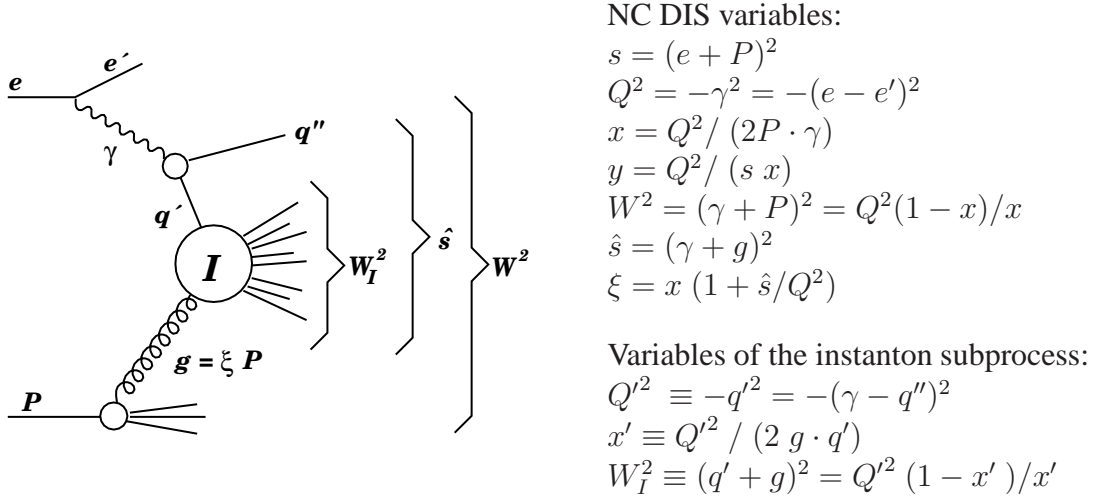 e
e´
γ
q''
q´
I
W_I^2
ŝ
W^2
g = ξ P
P
NC DIS variables:
s = (e + P)^2
Q^2 = −γ^2 = −(e − e′)^2
x = Q^2/ (2P · γ)
y = Q^2/ (s x)
W^2 = (γ + P)^2 = Q^2(1 − x)/x
ŝ = (γ + g)^2
ξ = x (1 + ŝ/Q^2)
Variables of the instanton subprocess:
Q′^2 ≡ −q′^2 = −(γ − q′′)^2
x′ ≡ Q′^2 / (2 g · q′)
W_I^2 ≡ (q′ + g)^2 = Q′^2 (1 − x′ )/x′